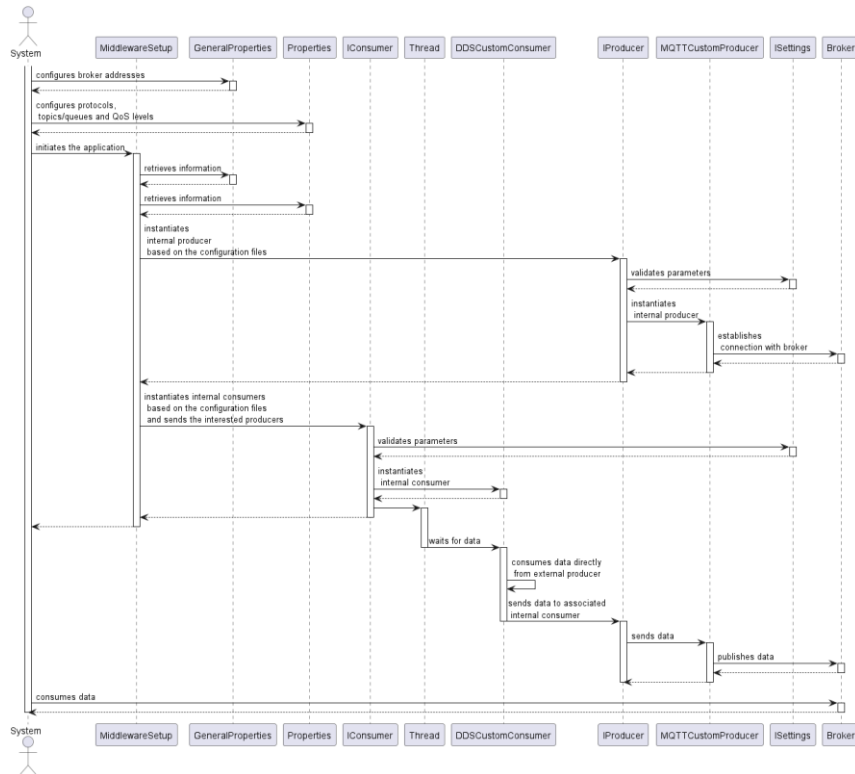 System
MiddlewareSetup
GeneralProperties
Properties
IConsumer
Thread
DDSCustomConsumer
IProducer
MQTTCustomProducer
ISettings
Broker
configures broker addresses
configures protocols,
topics/queues and QoS levels
initiates the application
retrieves information
retrieves information
instantiates
internal producer
based on the configuration files
validates parameters
instantiates
internal producer
establishes
connection with broker
instantiates internal consumers
based on the configuration files
and sends the interested producers
validates parameters
instantiates
internal consumer
waits for data
consumes data directly
from external producer
sends data to associated
internal consumer
sends data
publishes data
consumes data
System
MiddlewareSetup
GeneralProperties
Properties
IConsumer
Thread
DDSCustomConsumer
IProducer
MQTTCustomProducer
ISettings
Broker